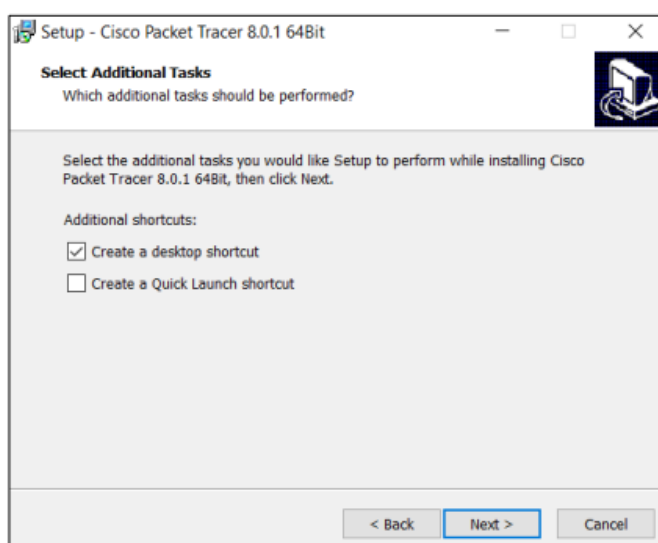 Setup - Cisco Packet Tracer 8.0.1 64Bit
Select Additional Tasks
Which additional tasks should be performed?
Select the additional tasks you would like Setup to perform while installing Cisco
Packet Tracer 8.0.1 64Bit, then click Next.
Additional shortcuts:
Create a desktop shortcut
Create a Quick Launch shortcut
< Back Next > Cancel